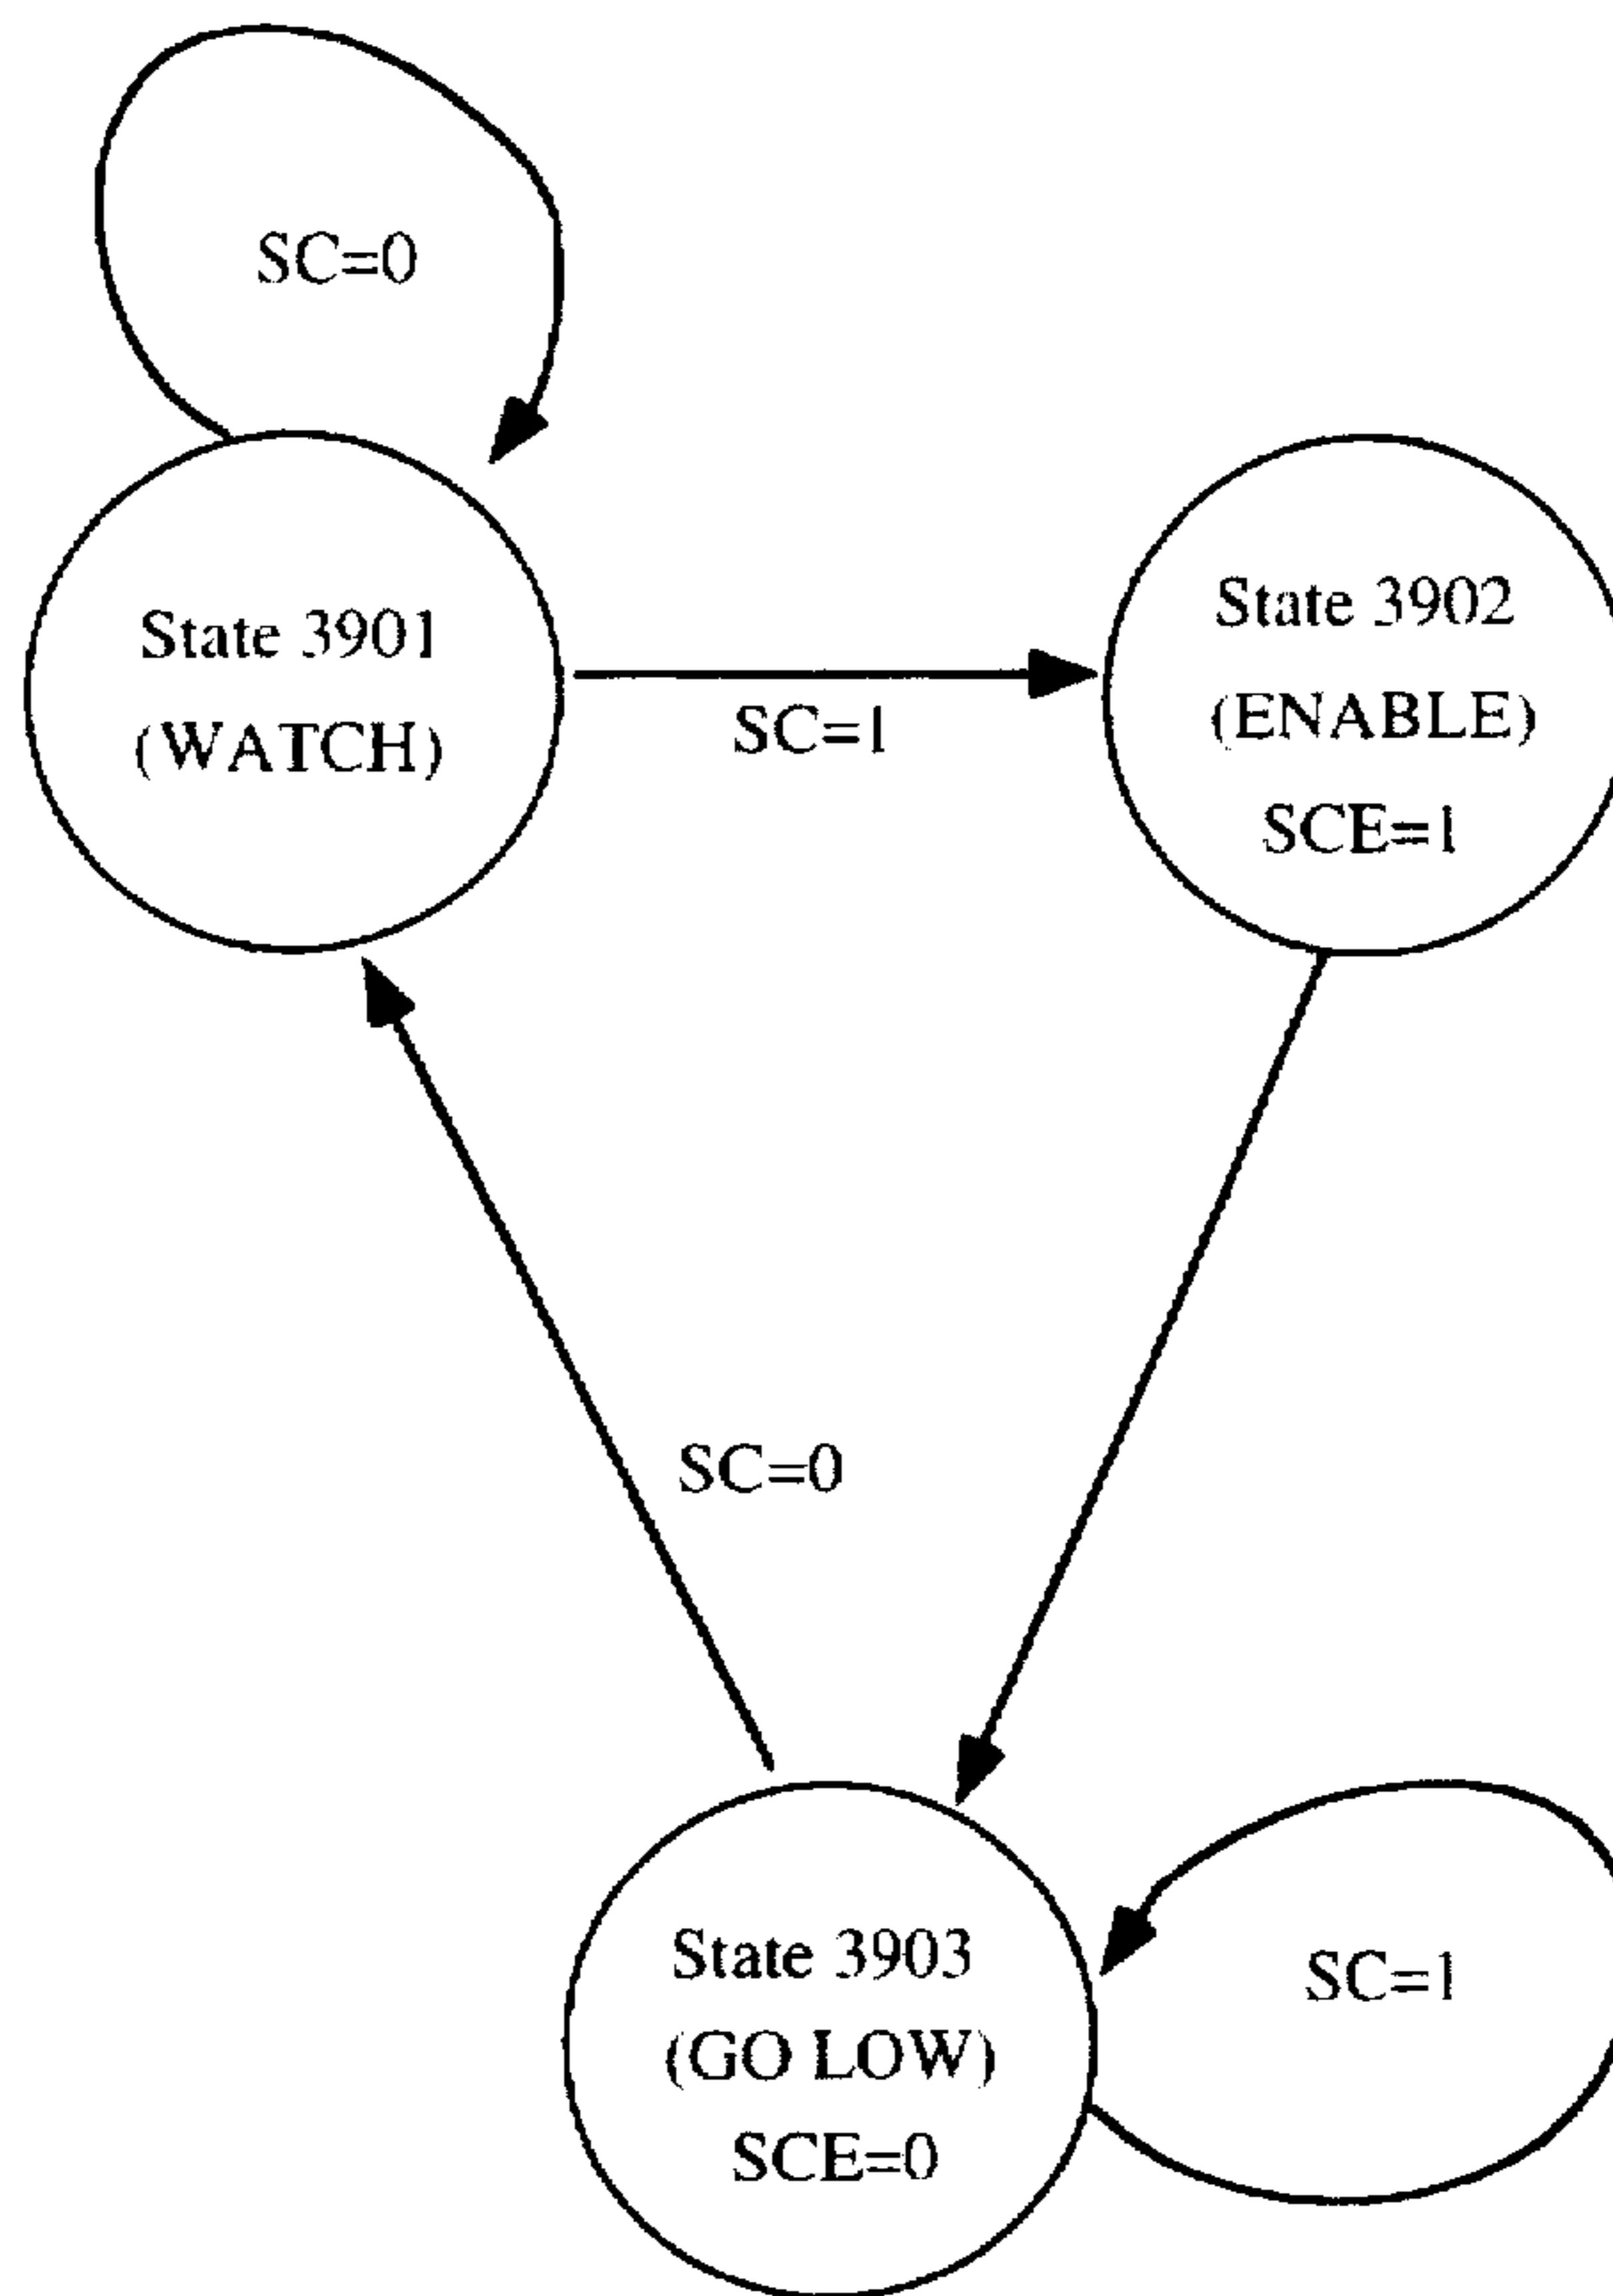 SC=0
State 3901
(WATCH)
SC=1
State 3902
(ENABLE)
SCE=1
SC=0
State 3903
(GO LOW)
SCE=0
SC=1